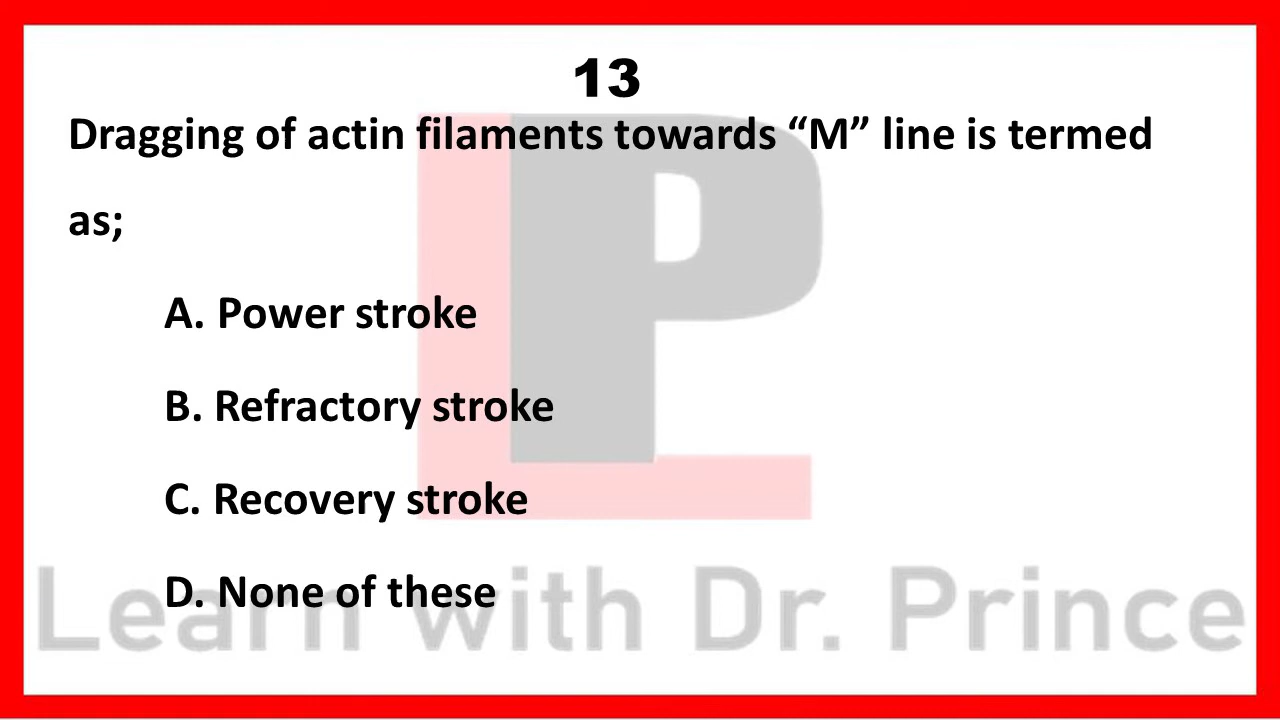 13
Dragging of actin filaments towards “M” line is termed
as;
A. Power stroke
B. Refractory stroke
C. Recovery stroke
D. None of these
LP
Learn with Dr. Prince